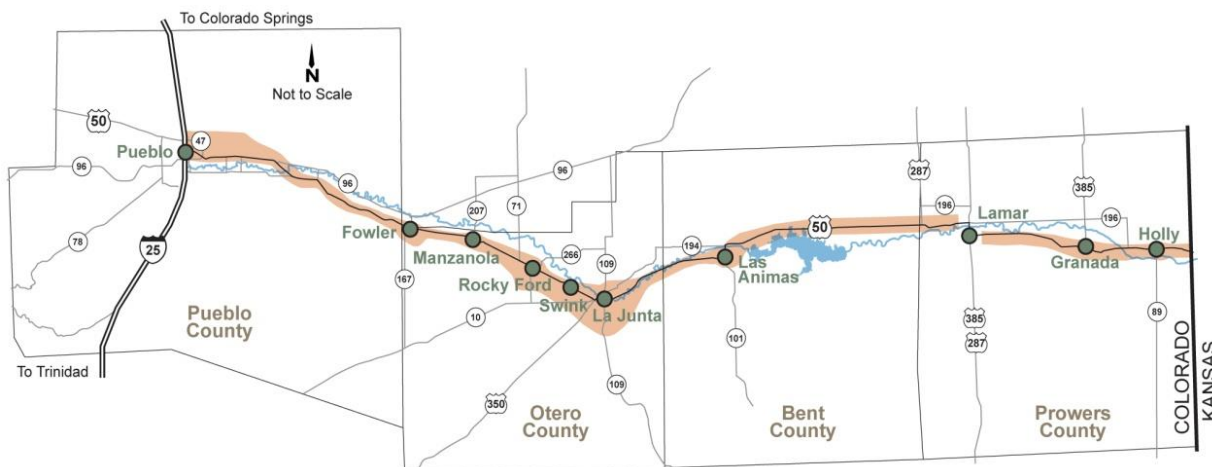 To Colorado Springs
N
Not to Scale
50
47
Pueblo
96
96
96
207
71
287
385
196
Lamar
196
Holly
78
25
Fowler
Manzanola
266
109
194
50
Las
Animas
Granada
Rocky Ford
Swink
La Junta
167
10
Pueblo
County
101
385
287
89
To Trinidad
350
109
Otero
County
Bent
County
Prowers
County
COLORADO
KANSAS